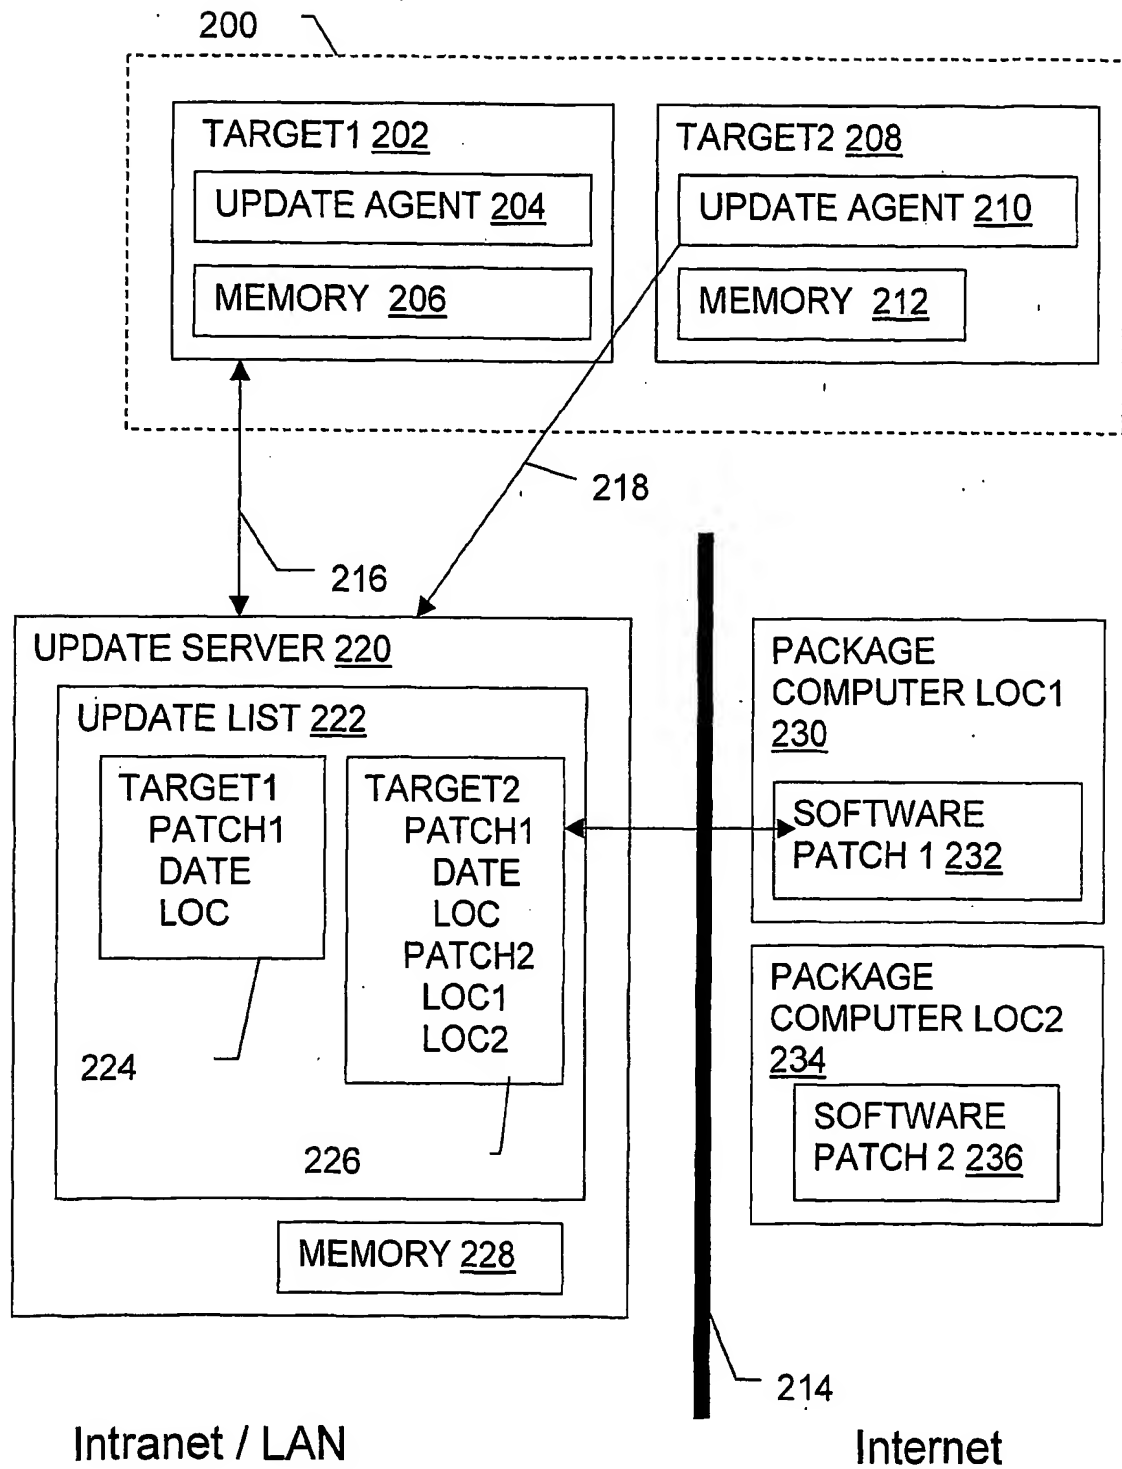 200
TARGET1 202
UPDATE AGENT 204
MEMORY 206
TARGET2 208
UPDATE AGENT 210
MEMORY 212
218
216
UPDATE SERVER 220
UPDATE LIST 222
TARGET1
PATCH1
DATE
LOC
224
TARGET2
PATCH1
DATE
LOC
PATCH2
LOC1
LOC2
226
MEMORY 228
PACKAGE
COMPUTER LOC1
230
SOFTWARE
PATCH 1 232
PACKAGE
COMPUTER LOC2
234
SOFTWARE
PATCH 2 236
214
Intranet / LAN
Internet